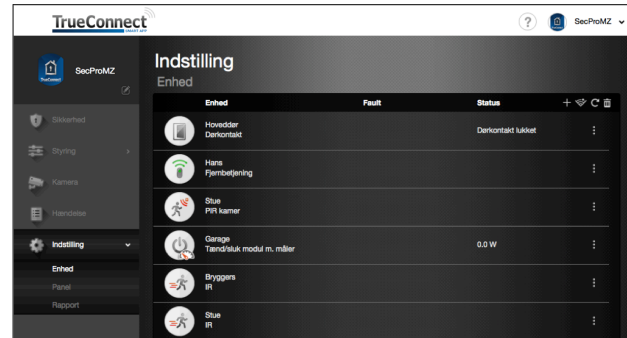 TrueConnect
SMART APP
? SecProMZ
SecProMZ
TrueConnect
Sikkerhed
Styring
Kamera
Hændelse
Indstilling
Enhed
Panel
Rapport
Indstilling
Enhed
Enhed Fault Status
Hoveddør
Dørkontakt Dørkontakt lukket
Hans
Fjernbetjening
Stue
PIR kamer
Garage
Tænd/sluk modul m. måler 0.0 W
Bryggers
IR
Stue
IR